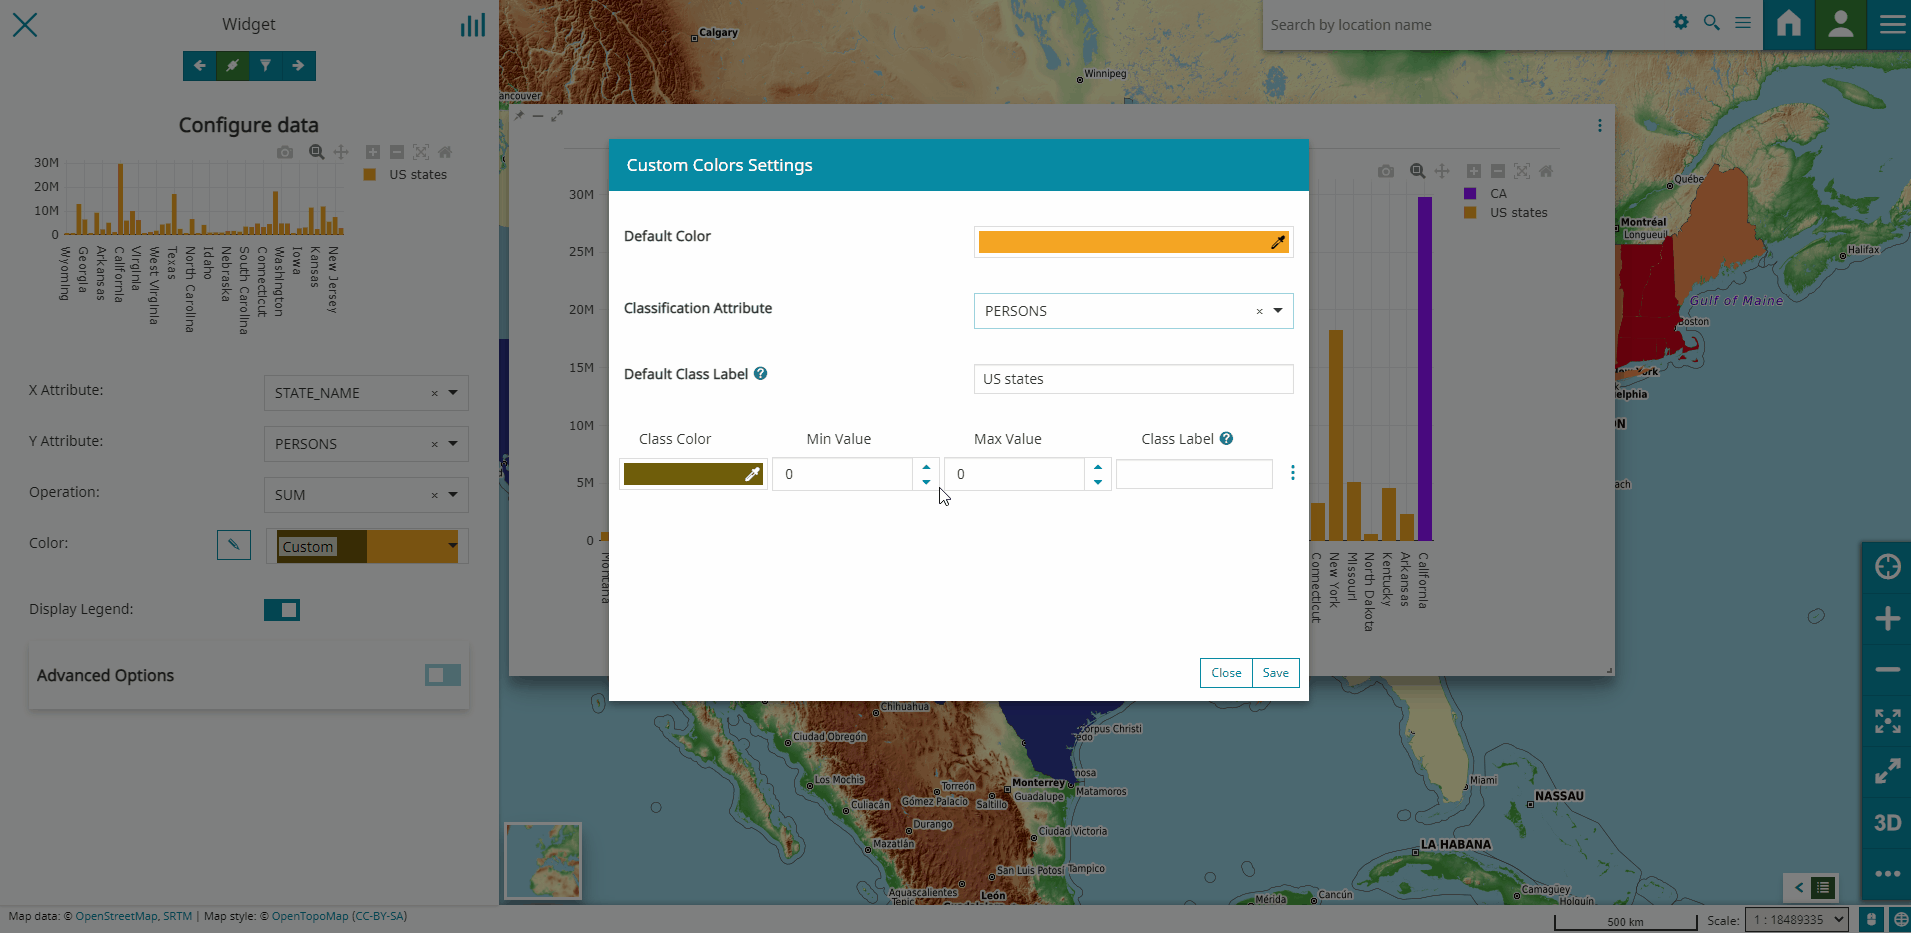 Widget
Search by location name
Calgary
Winnipeg
ancouver
Configure data
30M
20M
10M
0
US states
Wyoming
Georgia
Arkansas
California
Virginia
West Virginia
Texas
North Carolina
Idaho
Nebraska
South Carolina
Connecticut
Washington
Iowa
Kansas
New Jersey
X Attribute:
STATE_NAME
×
Y Attribute:
PERSONS
×
Operation:
SUM
×
Color:
Custom
Display Legend:
Advanced Options
30M
25M
20M
15M
10M
5M
0
CA
US states
Montana
Connecticut
New York
Missouri
North Dakota
Kentucky
Arkansas
California
Custom Colors Settings
Default Color
Classification Attribute
PERSONS
×
Default Class Label ?
US states
Class Color
Min Value
Max Value
Class Label ?
0
0
Close
Save
Québec
Montréal
Longueuil
Halifax
Gulf of Maine
Boston
ew York
k
elphia
N
ach
Chihuahua
Ciudad Obregón
Los Mochis
Culiacán
Torreón
Gómez Palacio
Saltillo
Durango
Mazatlán
Monterrey
Guadalupe
orpus Christi
edo
nosa
Matamoros
Ciudad Victoria
San Luis Potosí
Tampico
Aguascalientes
León
Tepic
Miami
NASSAU
LA HABANA
Mérida
Cancún
Camagüey
Holguín
3D
Map data: © OpenStreetMap, SRTM | Map style: © OpenTopoMap (CC-BY-SA)
500 km
Scale:
1 : 18489335